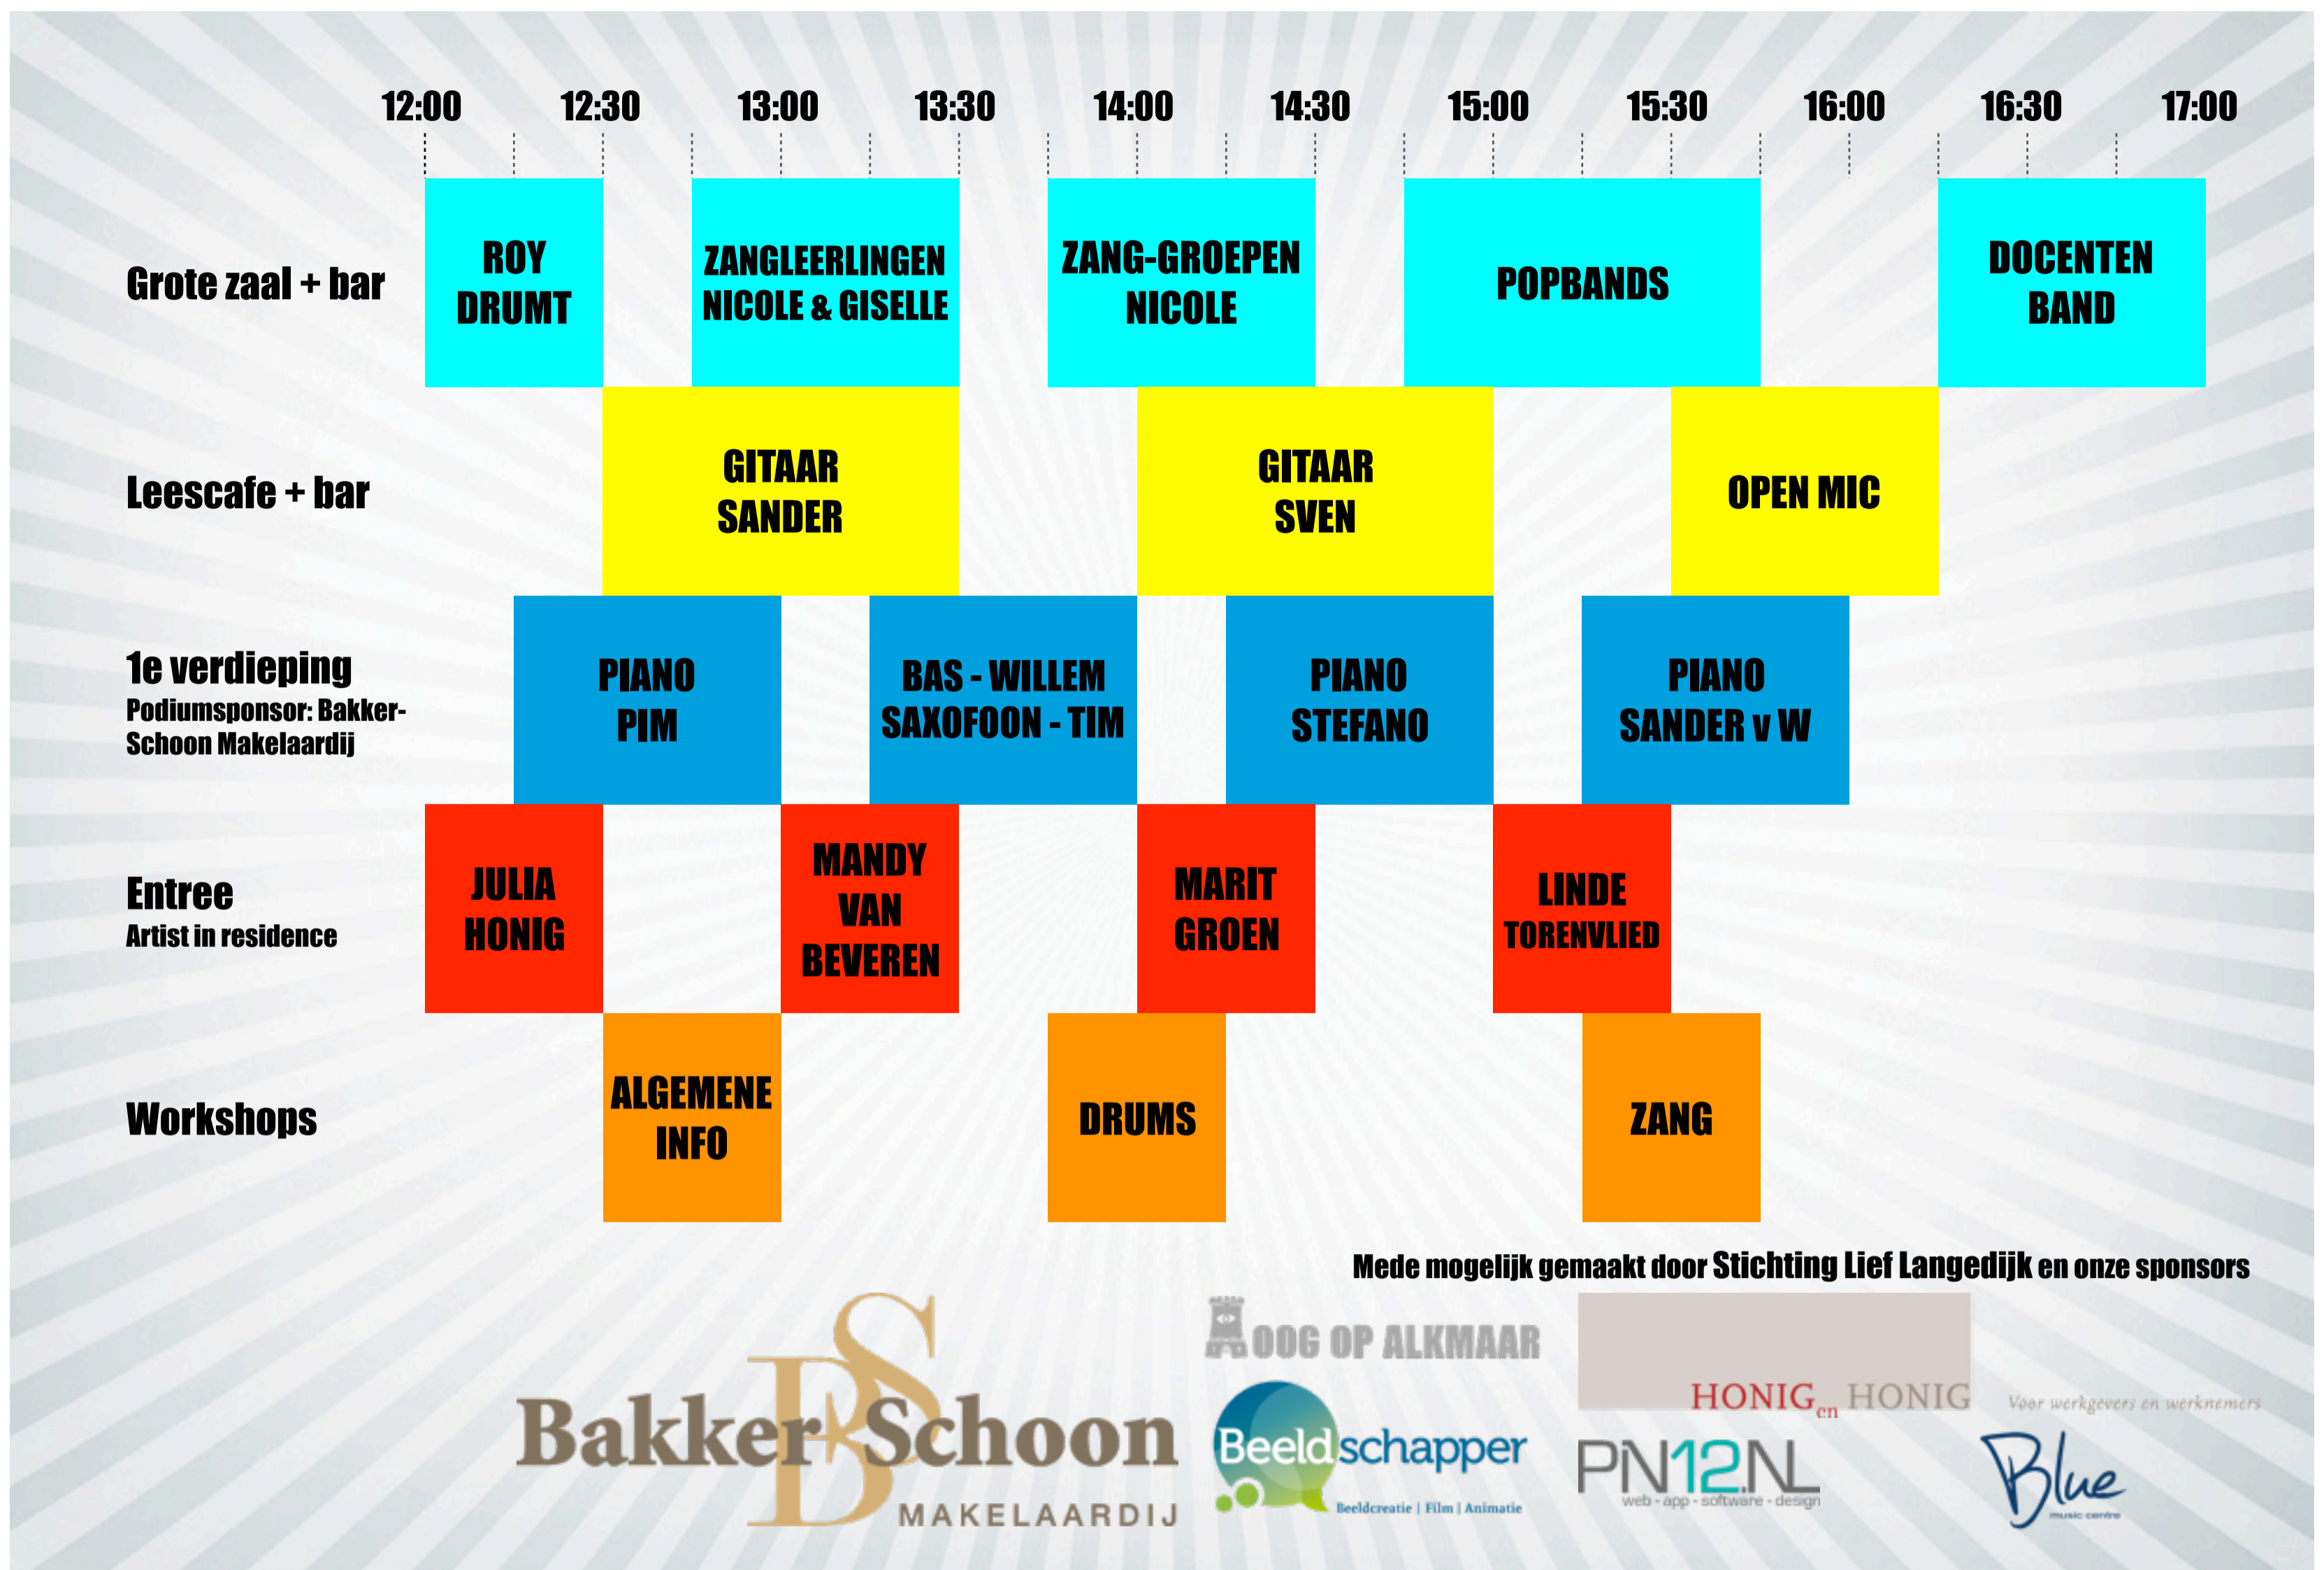 12:00 12:30 13:00 13:30 14:00 14:30 15:00 15:30 16:00 16:30 17:00
Grote zaal + bar
ROY
DRUMT
ZANGLEERLINGEN
NICOLE & GISELLE
ZANG-GROEPEN
NICOLE
POPBANDS
DOCENTEN
BAND
Leescafe + bar
GITAAR
SANDER
GITAAR
SVEN
OPEN MIC
1e verdieping
Podiumsponsor: Bakker-
Schoon Makelaardij
PIANO
PIM
BAS - WILLEM
SAXOFOON - TIM
PIANO
STEFANO
PIANO
SANDER v W
Entree
Artist in residence
JULIA
HONIG
MANDY
VAN
BEVEREN
MARIT
GROEN
LINDE
TORENVLIED
Workshops
ALGEMENE
INFO
DRUMS
ZANG
Mede mogelijk gemaakt door Stichting Lief Langedijk en onze sponsors
BS
Bakker Schoon
MAKELAARDIJ
OOG OP ALKMAAR
Beeldschapper
Beeldcreatie | Film | Animatie
HONIG en HONIG
Voor werkgevers en werknemers
PN12.NL
web - app - software - design
Blue
music centre